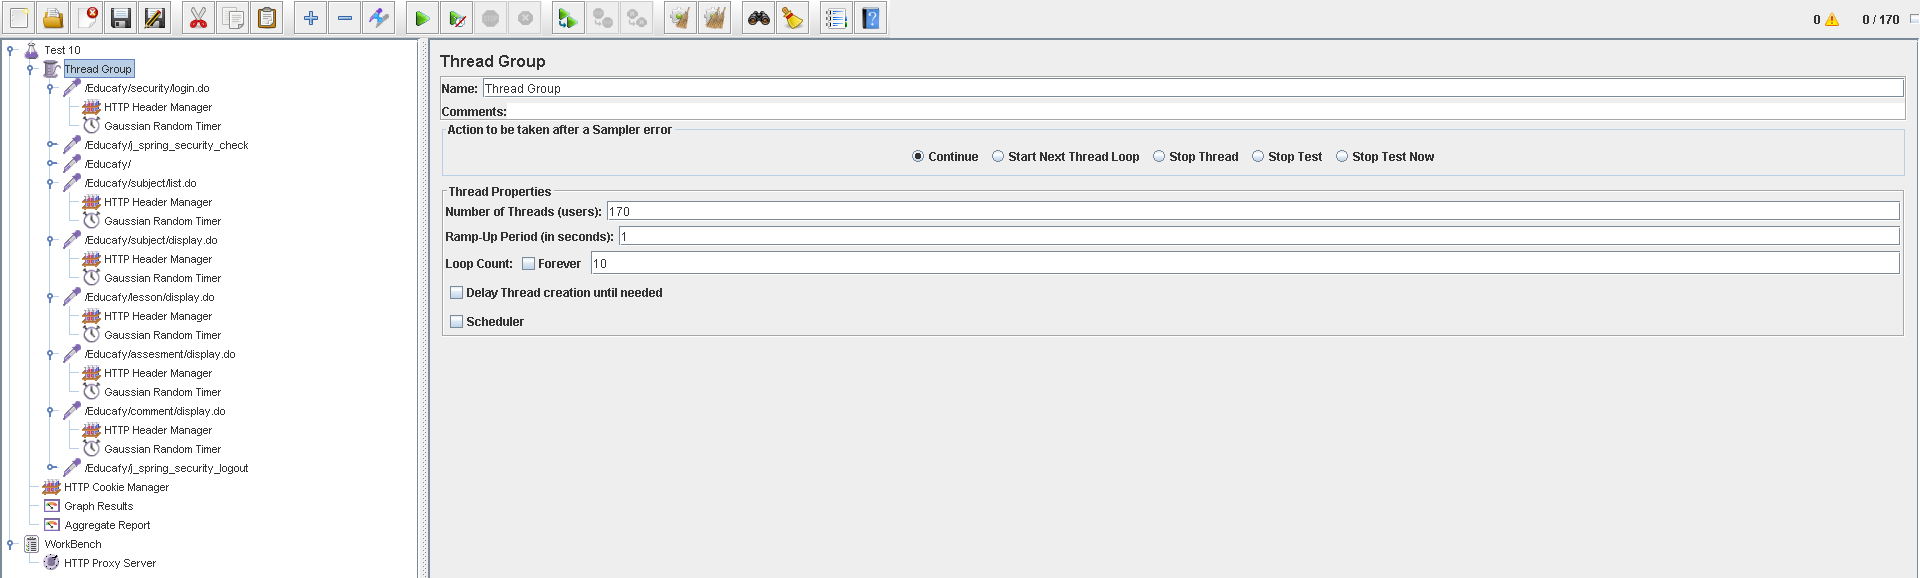 0 0 / 170
Test 10
Thread Group
/Educafy/security/login.do
HTTP Header Manager
Gaussian Random Timer
/Educafy/j_spring_security_check
/Educafy/
/Educafy/subject/list.do
HTTP Header Manager
Gaussian Random Timer
/Educafy/subject/display.do
HTTP Header Manager
Gaussian Random Timer
/Educafy/lesson/display.do
HTTP Header Manager
Gaussian Random Timer
/Educafy/assesment/display.do
HTTP Header Manager
Gaussian Random Timer
/Educafy/comment/display.do
HTTP Header Manager
Gaussian Random Timer
/Educafy/j_spring_security_logout
HTTP Cookie Manager
Graph Results
Aggregate Report
WorkBench
HTTP Proxy Server
Thread Group
Name: Thread Group
Comments:
Action to be taken after a Sampler error
Continue Start Next Thread Loop Stop Thread Stop Test Stop Test Now
Thread Properties
Number of Threads (users): 170
Ramp-Up Period (in seconds): 1
Loop Count: Forever 10
Delay Thread creation until needed
Scheduler